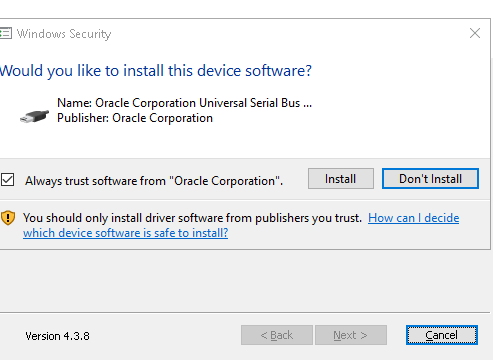 Windows Security
Would you like to install this device software?
Name: Oracle Corporation Universal Serial Bus ...
Publisher: Oracle Corporation
Always trust software from "Oracle Corporation".
Install
Don't Install
You should only install driver software from publishers you trust. How can I decide
which device software is safe to install?
Version 4.3.8
< Back
Next >
Cancel